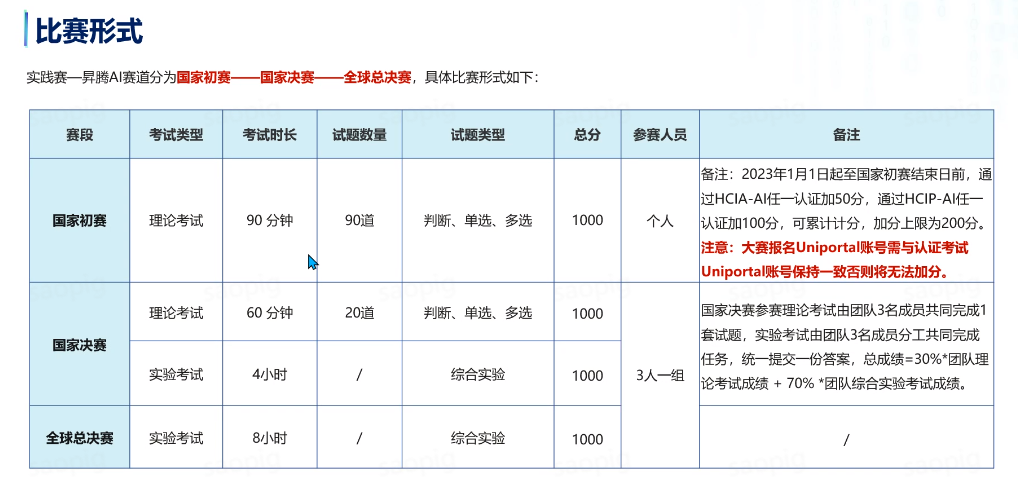 比赛形式
实践赛—昇腾AI赛道分为国家初赛——国家决赛——全球总决赛，具体比赛形式如下：
赛段 考试类型 考试时长 试题数量 试题类型 总分 参赛人员 备注
国家初赛 理论考试 90 分钟 90道 判断、单选、多选 1000 个人
备注：2023年1月1日起至国家初赛结束日前，通
过HCIA-AI任一认证加50分，通过HCIP-AI任一
认证加100分，可累计计分，加分上限为200分。
注意：大赛报名Uniportal账号需与认证考试
Uniportal账号保持一致否则将无法加分。
国家决赛
理论考试 60 分钟 20道 判断、单选、多选 1000
实验考试 4小时 / 综合实验 1000
3人一组
国家决赛参赛理论考试由团队3名成员共同完成1
套试题，实验考试由团队3名成员分工共同完成
任务，统一提交一份答案，总成绩=30%*团队理
论考试成绩 + 70% *团队综合实验考试成绩。
全球总决赛 实验考试 8小时 / 综合实验 1000 /
saopig